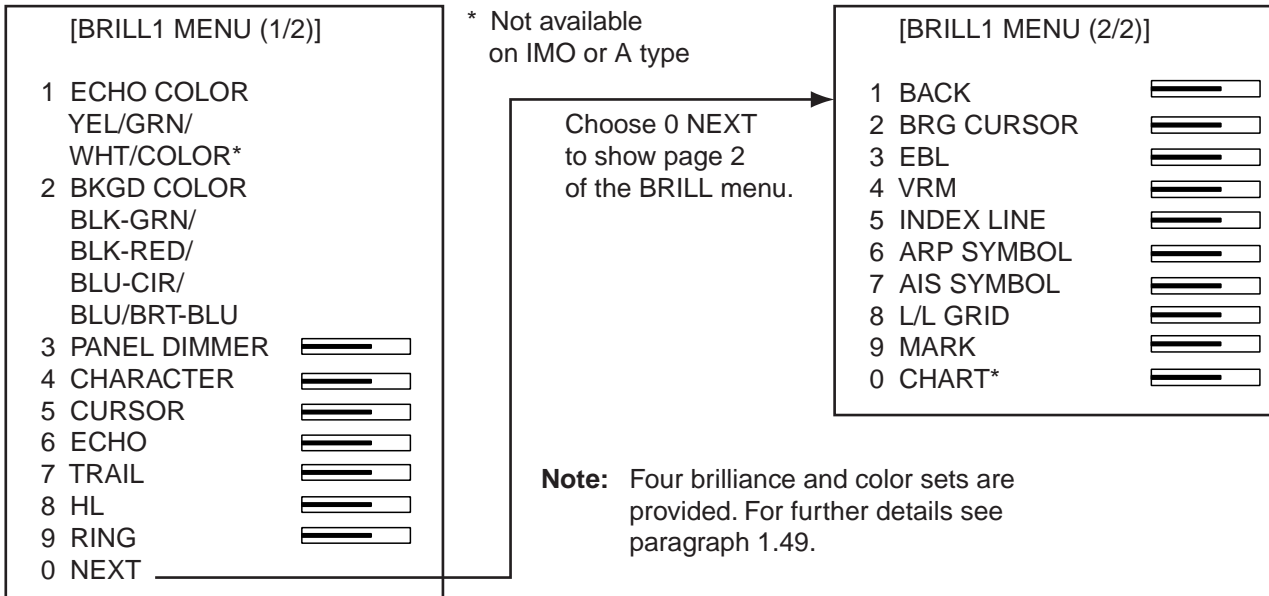 [BRILL1 MENU (1/2)]
1 ECHO COLOR
YEL/GRN/
WHT/COLOR*
2 BKGD COLOR
BLK-GRN/
BLK-RED/
BLU-CIR/
BLU/BRT-BLU
3 PANEL DIMMER
4 CHARACTER
5 CURSOR
6 ECHO
7 TRAIL
8 HL
9 RING
0 NEXT
* Not available
on IMO or A type
Choose 0 NEXT
to show page 2
of the BRILL menu.
[BRILL1 MENU (2/2)]
1 BACK
2 BRG CURSOR
3 EBL
4 VRM
5 INDEX LINE
6 ARP SYMBOL
7 AIS SYMBOL
8 L/L GRID
9 MARK
0 CHART*
Note: Four brilliance and color sets are
provided. For further details see
paragraph 1.49.